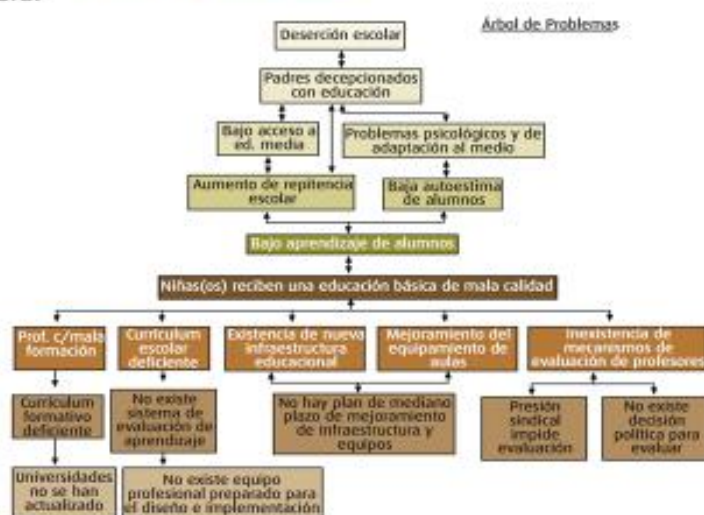 Árbol de Problemas
Deserción escolar
Padres decepcionados
con educación
Bajo acceso a
ed. media
Problemas psicológicos y de
adaptación al medio
Aumento de repitencia
escolar
Baja autoestima
de alumnos
Bajo aprendizaje de alumnos
Niñas(os) reciben una educación básica de mala calidad
Prof. c/mala
formación
Curriculum
escolar
deficiente
Existencia de nueva
infraestructura
educacional
Mejoramiento del
equipamiento de
aulas
Inexistencia de
mecanismos de
evaluación de profesores
Curriculum
formativo
deficiente
No existe
sistema de
evaluación de
aprendizaje
No hay plan de mediano
plazo de mejoramiento
de infraestructura y
equipos
Presión
sindical
impide
evaluación
No existe
decisión
política para
evaluar
Universidades
no se han
actualizado
No existe equipo
profesional preparado para
el diseño e implementación